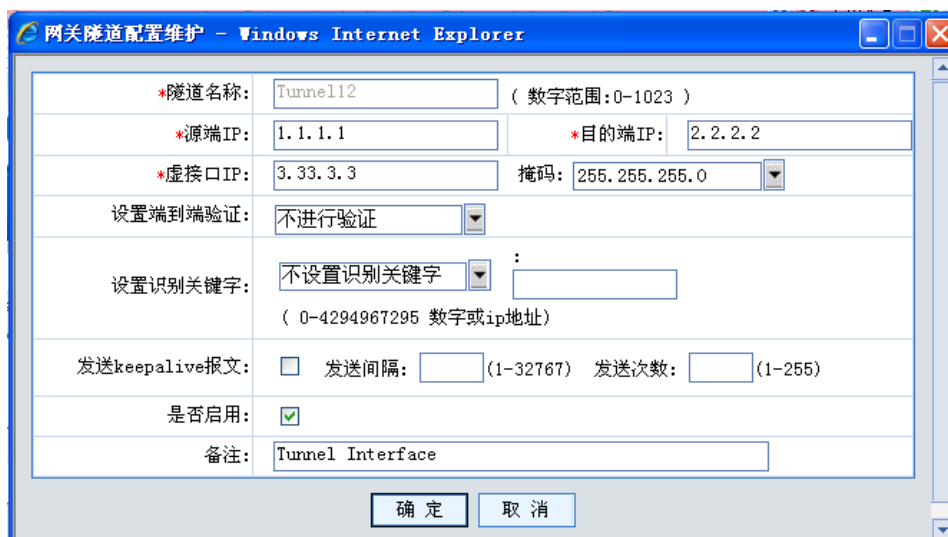 网关隧道配置维护 - Windows Internet Explorer
*隧道名称: Tunnel12 ( 数字范围:0-1023 )
*源端IP: 1.1.1.1 *目的端IP: 2.2.2.2
*虚接口IP: 3.33.3.3 掩码: 255.255.255.0
设置端到端验证: 不进行验证
:
设置识别关键字: 不设置识别关键字
( 0-4294967295 数字或ip地址)
发送keepalive报文: 发送间隔: (1-32767) 发送次数: (1-255)
是否启用:
备注: Tunnel Interface
确 定 取 消